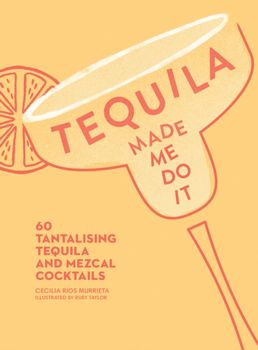 TEQUILA
MADE
ME
DO
IT
60
TANTALISING
TEQUILA
AND MEZCAL
COCKTAILS
CECILIA RIOS MURRIETA
ILLUSTRATED BY RUBY TAYLOR